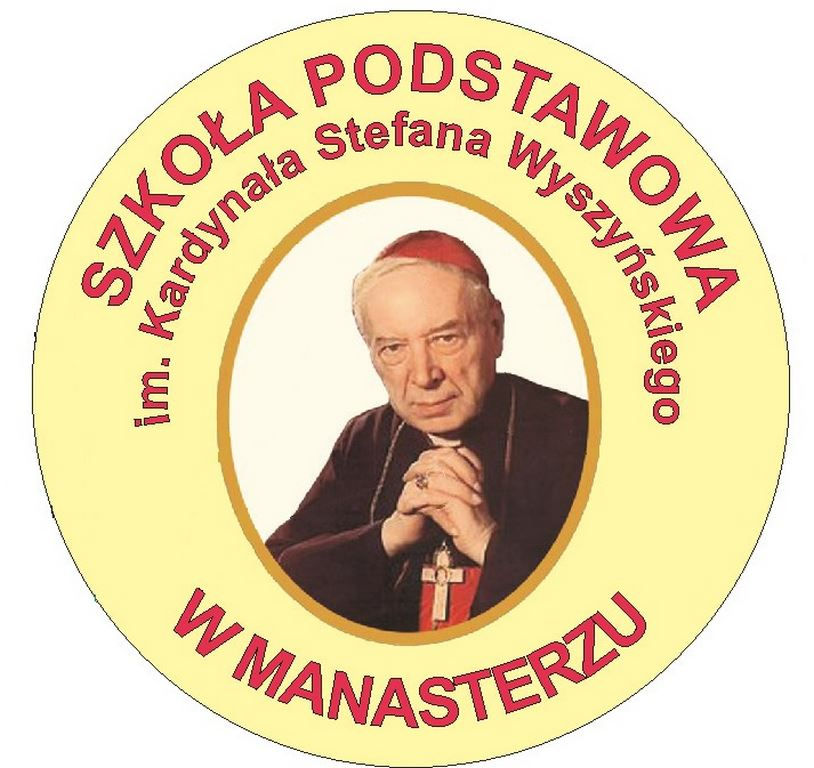 SZKOŁA PODSTAWOWA
im. Kardynała Stefana Wyszyńskiego
W MANASTERZU